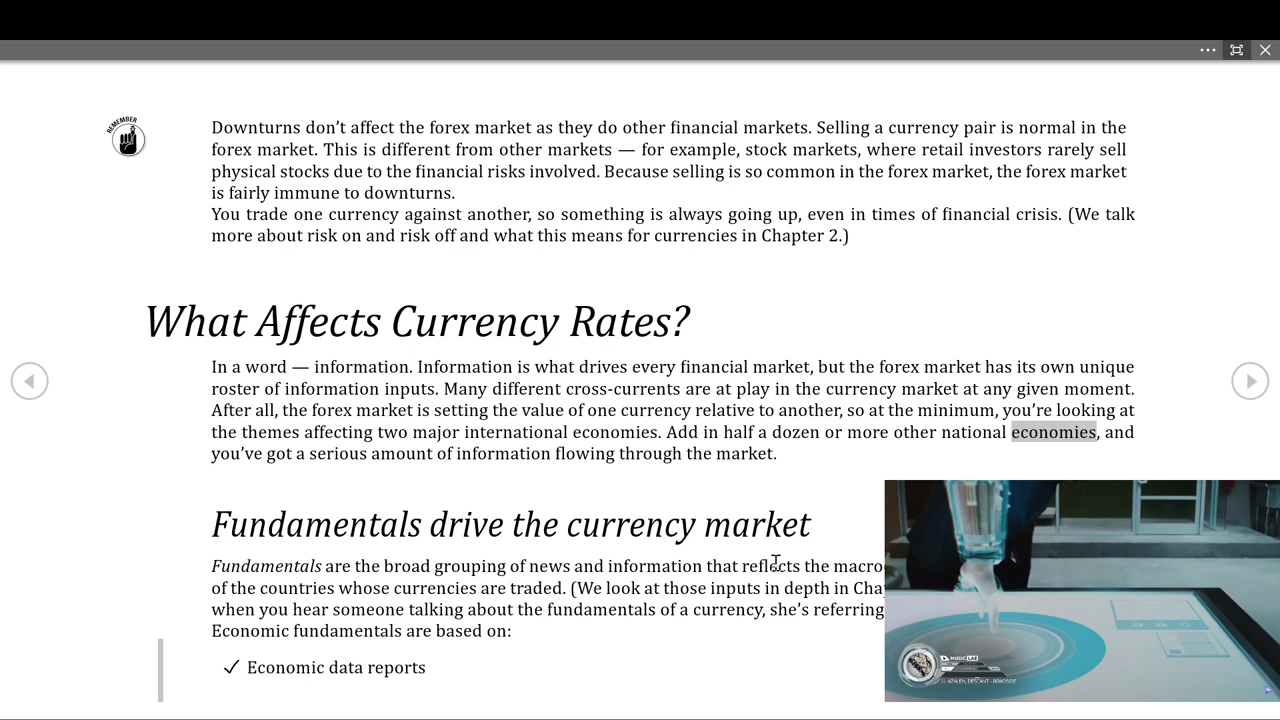 REMEMBER
Downturns don’t affect the forex market as they do other financial markets. Selling a currency pair is normal in the
forex market. This is different from other markets — for example, stock markets, where retail investors rarely sell
physical stocks due to the financial risks involved. Because selling is so common in the forex market, the forex market
is fairly immune to downturns.
You trade one currency against another, so something is always going up, even in times of financial crisis. (We talk
more about risk on and risk off and what this means for currencies in Chapter 2.)
What Affects Currency Rates?
In a word — information. Information is what drives every financial market, but the forex market has its own unique
roster of information inputs. Many different cross-currents are at play in the currency market at any given moment.
After all, the forex market is setting the value of one currency relative to another, so at the minimum, you’re looking at
the themes affecting two major international economies. Add in half a dozen or more other national economies, and
you’ve got a serious amount of information flowing through the market.
Fundamentals drive the currency market
Fundamentals are the broad grouping of news and information that reflects the macro
of the countries whose currencies are traded. (We look at those inputs in depth in Cha
when you hear someone talking about the fundamentals of a currency, she’s referring
Economic fundamentals are based on:
✓ Economic data reports
MUSIC LAB